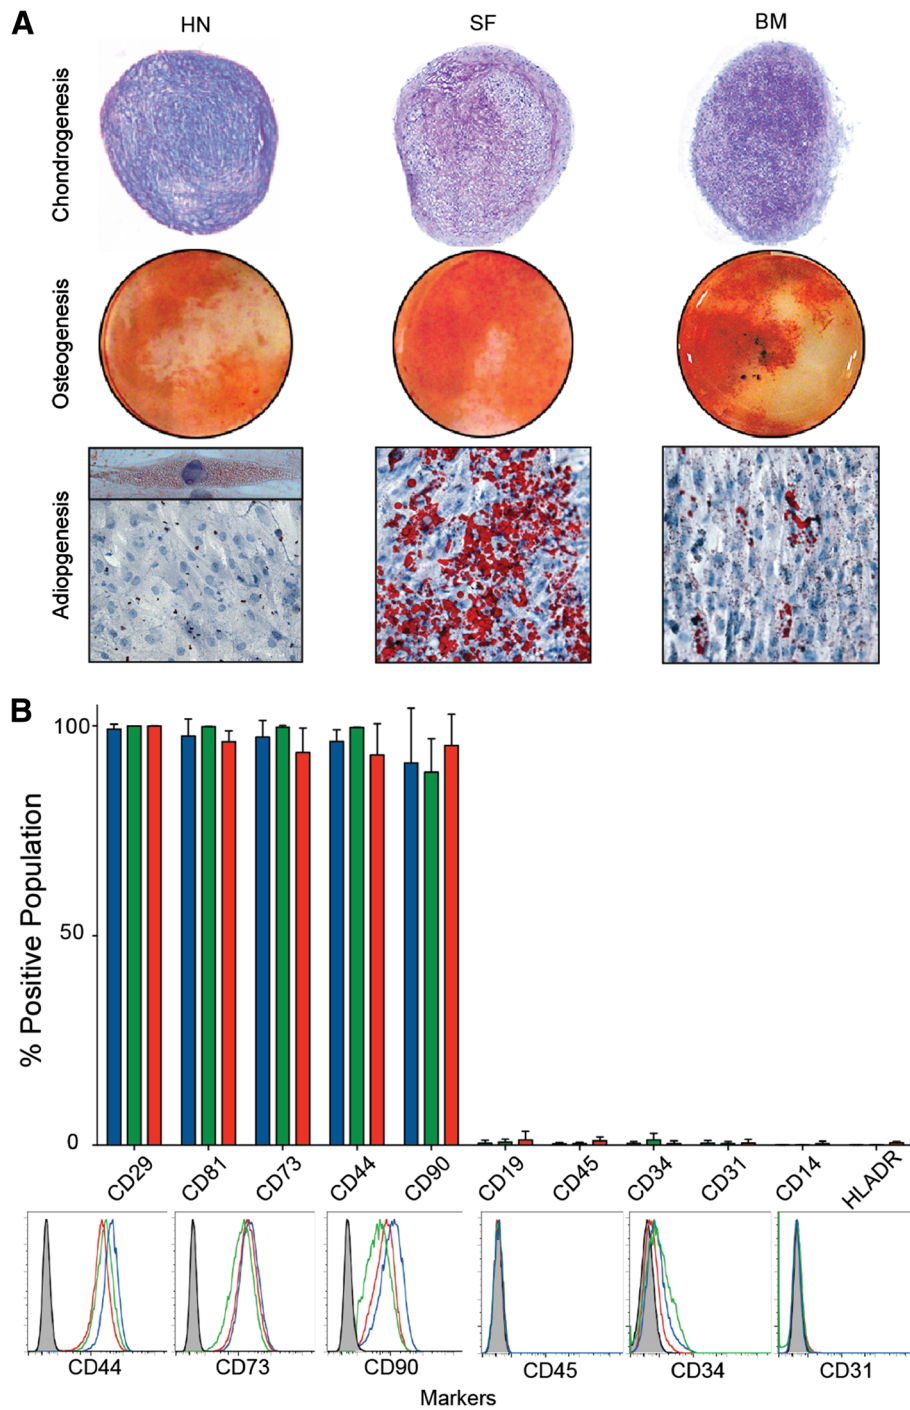 A
HN SF BM
Chondrogenesis
Osteogenesis
Adiopgenesis
B
% Positive Population
100
50
0
CD29 CD81 CD73 CD44 CD90 CD19 CD45 CD34 CD31 CD14 HLADR
CD44 CD73 CD90 CD45 CD34 CD31
Markers